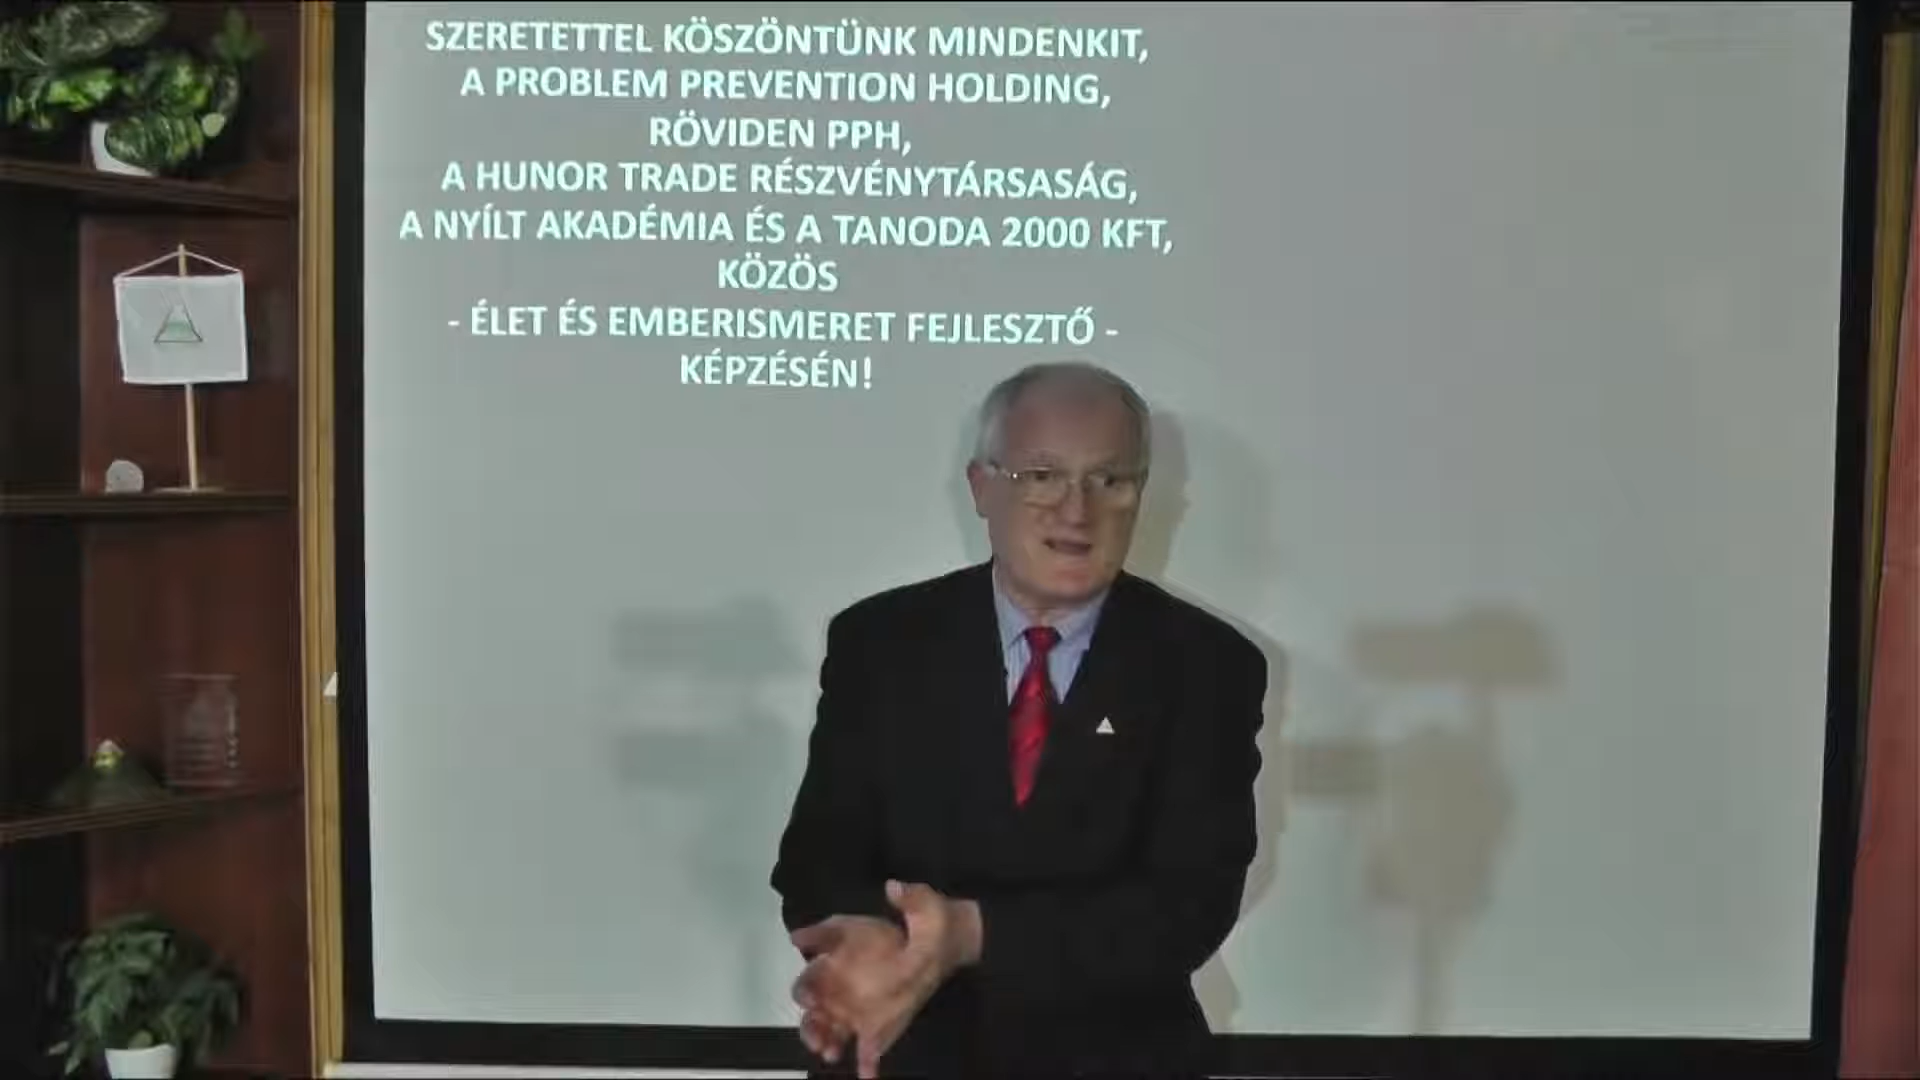 SZERETETTEL KÖSZÖNTÜNK MINDENKIT,
A PROBLEM PREVENTION HOLDING,
RÖVIDEN PPH,
A HUNOR TRADE RÉSZVÉNYTÁRSASÁG,
A NYÍLT AKADÉMIA ÉS A TANODA 2000 KFT,
KÖZÖS
- ÉLET ÉS EMBERISMERET FEJLESZTŐ -
KÉPZÉSÉN!